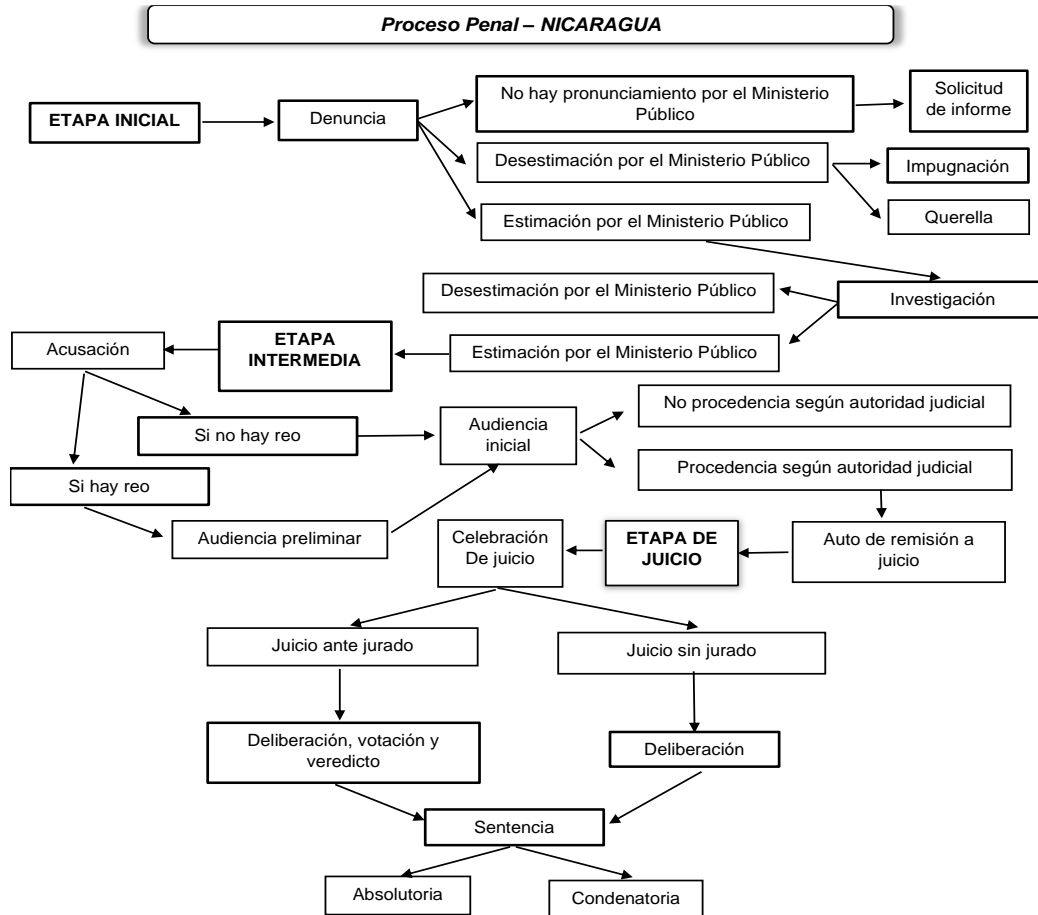 Proceso Penal – NICARAGUA
ETAPA INICIAL
Denuncia
No hay pronunciamiento por el Ministerio
Público
Solicitud
de informe
Desestimación por el Ministerio Público
Impugnación
Querella
Estimación por el Ministerio Público
Investigación
Desestimación por el Ministerio Público
Estimación por el Ministerio Público
ETAPA
INTERMEDIA
Acusación
Si no hay reo
Si hay reo
Audiencia preliminar
Audiencia
inicial
No procedencia según autoridad judicial
Procedencia según autoridad judicial
Auto de remisión a
juicio
ETAPA DE
JUICIO
Celebración
De juicio
Juicio ante jurado
Juicio sin jurado
Deliberación, votación y
veredicto
Deliberación
Sentencia
Absolutoria
Condenatoria